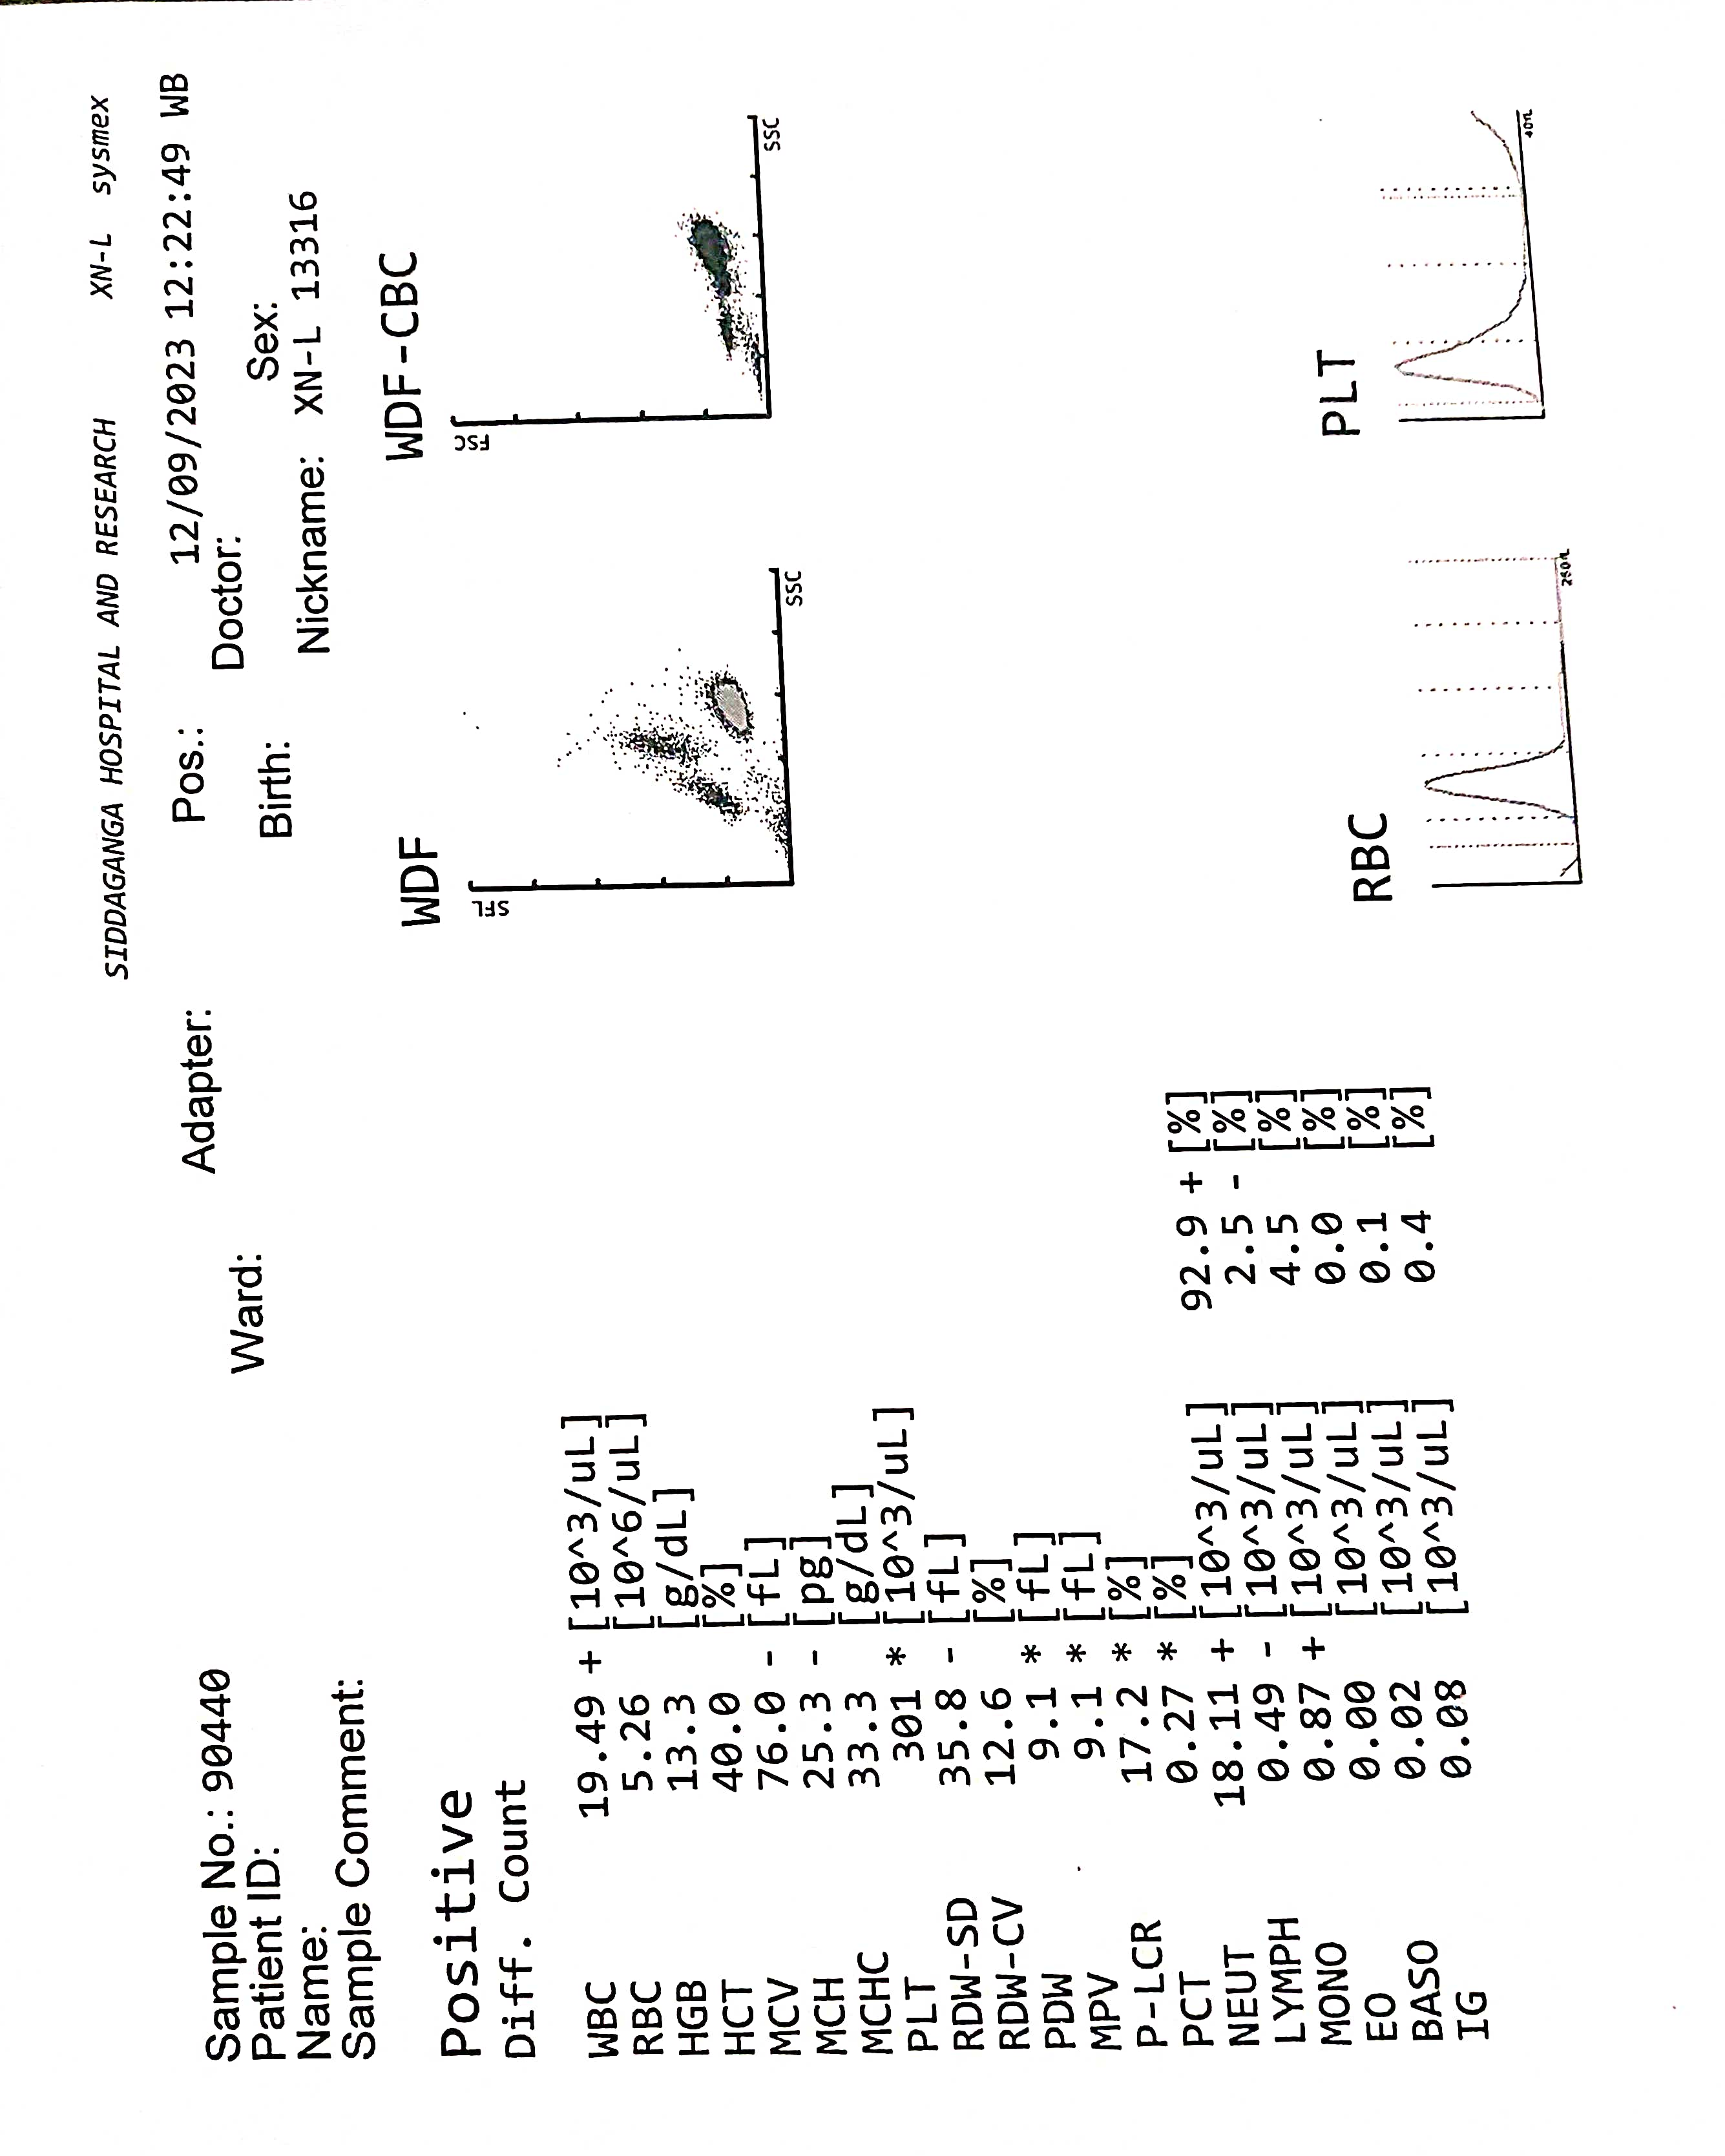 SIDDAGANGA HOSPITAL AND RESEARCH XN-L sysmex
Sample No.: 90440 Adapter: Pos.: 12/09/2023 12:22:49 WB
Patient ID: Ward: Doctor:
Name: Birth: Sex:
Sample Comment: Nickname: XN-L 13316
Positive
Diff. Count
WBC 19.49 + [10^3/uL]
RBC 5.26 [10^6/uL]
HGB 13.3 [g/dL]
HCT 40.0 [%]
MCV 76.0 - [fL]
MCH 25.3 - [pg]
MCHC 33.3 [g/dL]
PLT 301 * [10^3/uL]
RDW-SD 35.8 - [fL]
RDW-CV 12.6 [%]
PDW 9.1 * [fL]
MPV 9.1 * [fL]
P-LCR 17.2 * [%]
PCT 0.27 * [%]
NEUT 18.11 + [10^3/uL] 92.9 + [%]
LYMPH 0.49 - [10^3/uL] 2.5 - [%]
MONO 0.87 + [10^3/uL] 4.5 [%]
EO 0.00 [10^3/uL] 0.0 [%]
BASO 0.02 [10^3/uL] 0.1 [%]
IG 0.08 [10^3/uL] 0.4 [%]
WDF
SFL
SSC
WDF-CBC
FSC
SSC
RBC
250fL
PLT
40fL